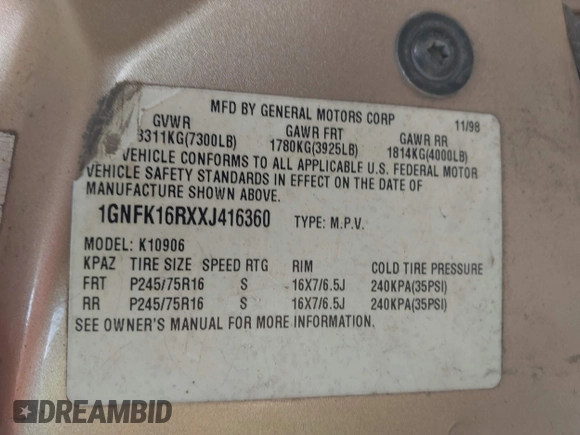 MFD BY GENERAL MOTORS CORP 11/98
GVWR GAWR FRT GAWR RR
3311KG(7300LB) 1780KG(3925LB) 1814KG(4000LB)
VEHICLE CONFORMS TO ALL APPLICABLE U.S. FEDERAL MOTOR
VEHICLE SAFETY STANDARDS IN EFFECT ON THE DATE OF
MANUFACTURE SHOWN ABOVE.
1GNFK16RXXJ416360 TYPE: M.P.V.
MODEL: K10906
KPAZ TIRE SIZE SPEED RTG RIM COLD TIRE PRESSURE
FRT P245/75R16 S 16X7/6.5J 240KPA(35PSI)
RR P245/75R16 S 16X7/6.5J 240KPA(35PSI)
SEE OWNER'S MANUAL FOR MORE INFORMATION.
DREAMBID